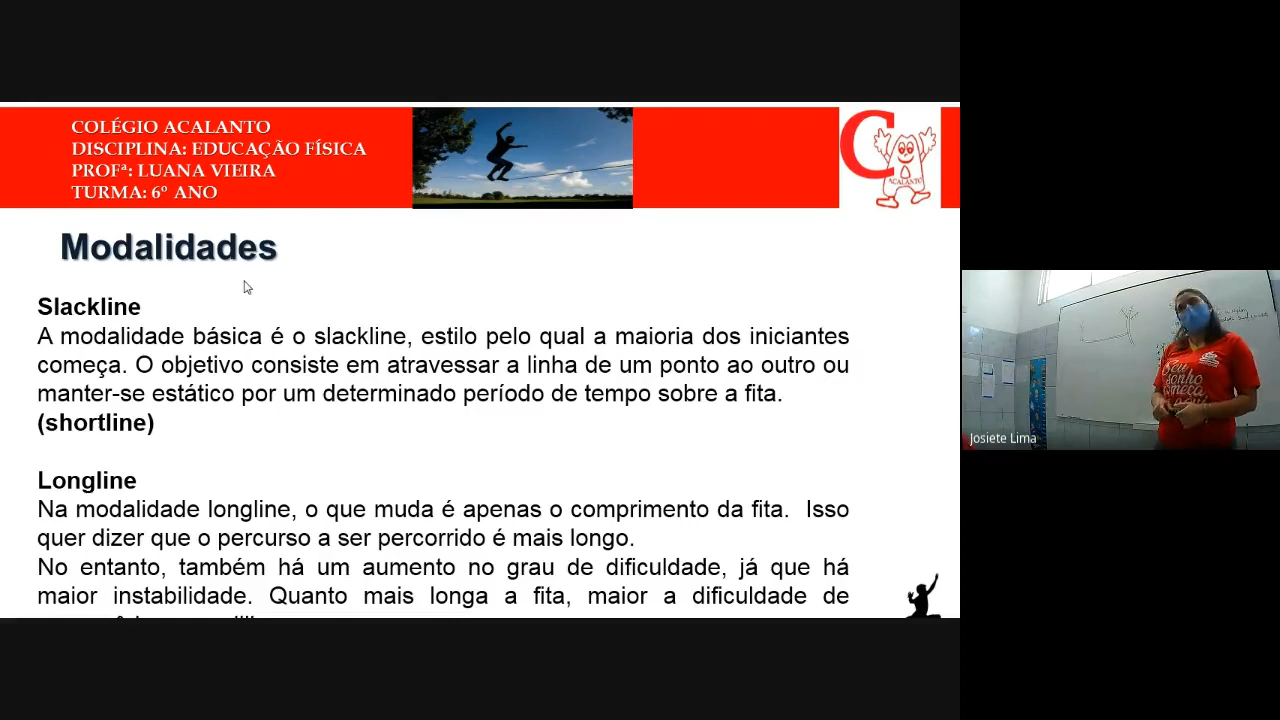 COLÉGIO ACALANTO
DISCIPLINA: EDUCAÇÃO FÍSICA
PROFª: LUANA VIEIRA
TURMA: 6º ANO
C
ACALANTO
Modalidades
Slackline
A modalidade básica é o slackline, estilo pelo qual a maioria dos iniciantes
começa. O objetivo consiste em atravessar a linha de um ponto ao outro ou
manter-se estático por um determinado período de tempo sobre a fita.
(shortline)
Longline
Na modalidade longline, o que muda é apenas o comprimento da fita. Isso
quer dizer que o percurso a ser percorrido é mais longo.
No entanto, também há um aumento no grau de dificuldade, já que há
maior instabilidade. Quanto mais longa a fita, maior a dificuldade de
Seu
sonho
começa
Josiete Lima